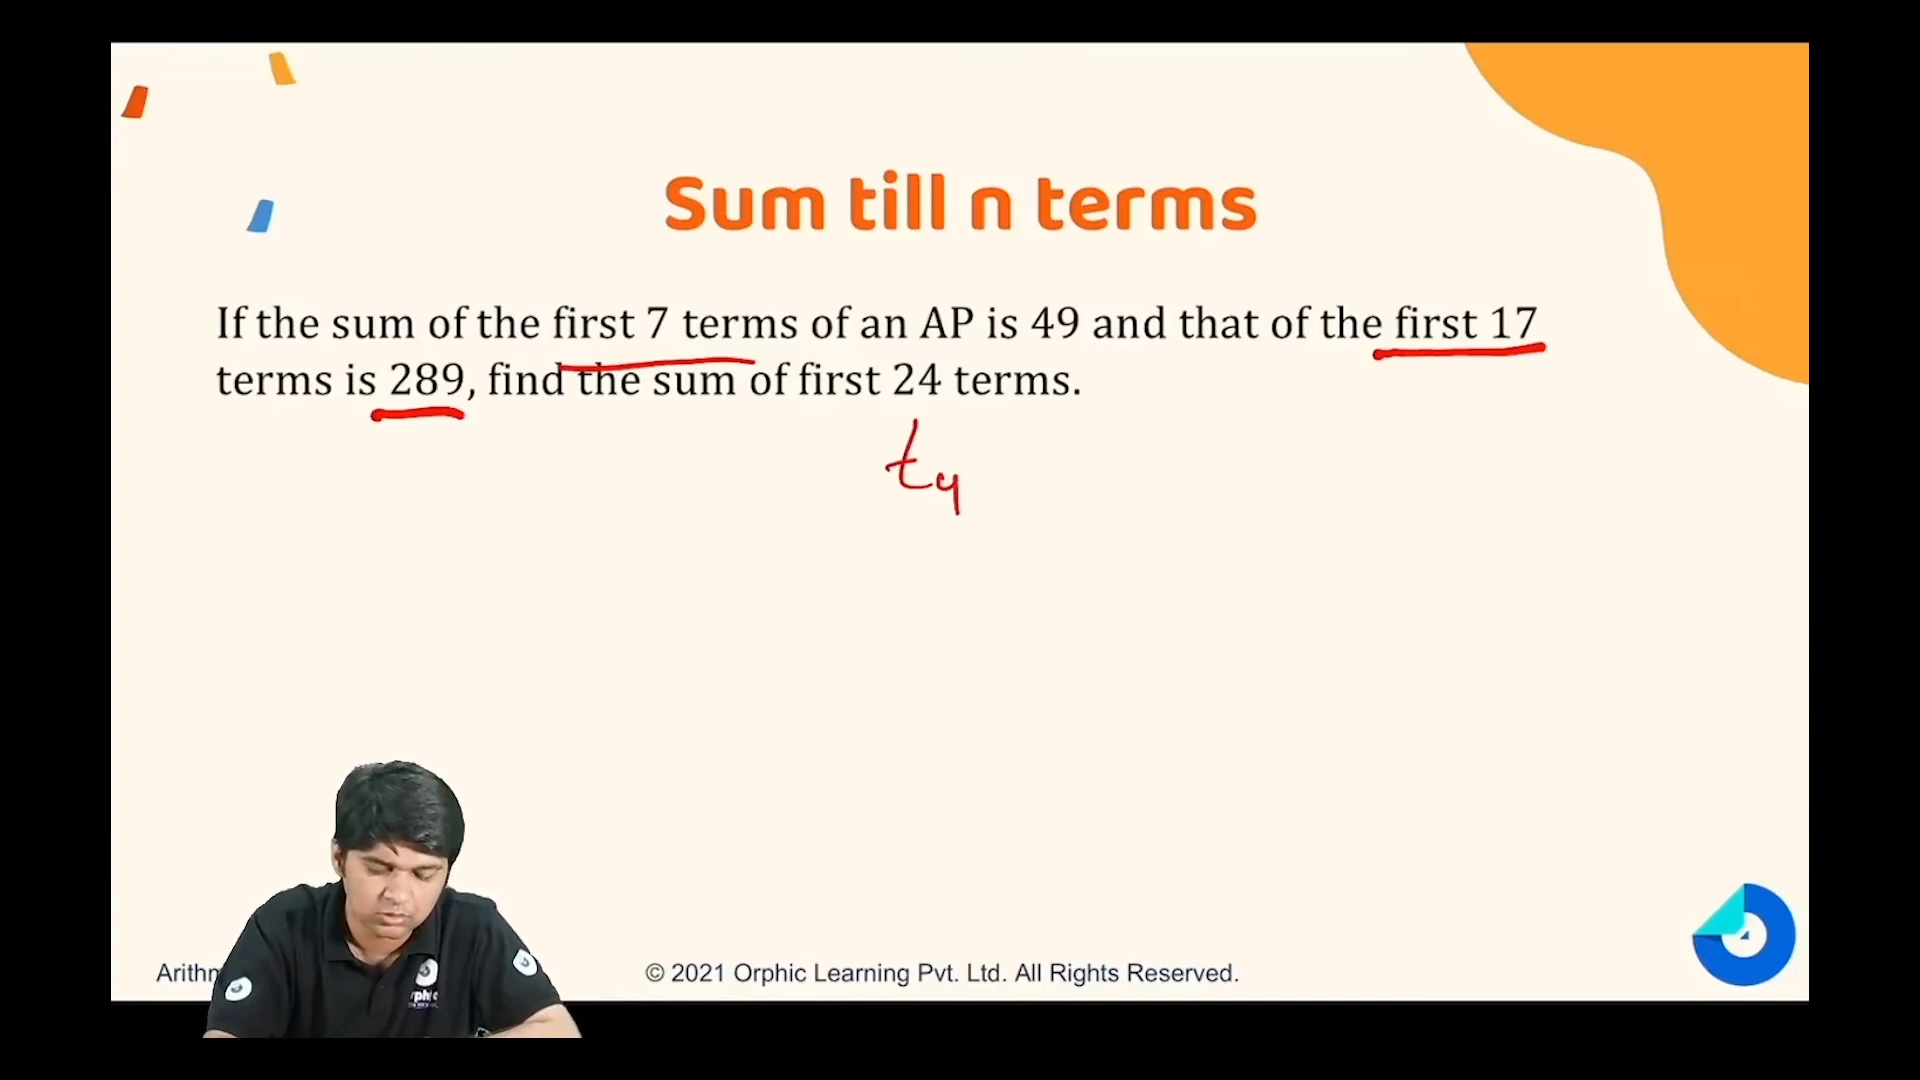 Sum till n terms
If the sum of the first 7 terms of an AP is 49 and that of the first 17
terms is 289, find the sum of first 24 terms.
t4
© 2021 Orphic Learning Pvt. Ltd. All Rights Reserved.